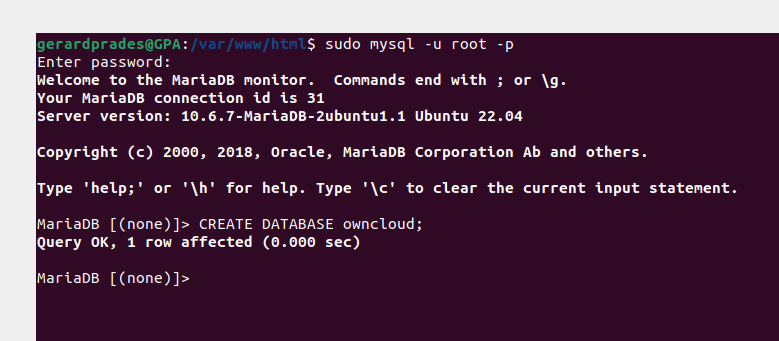 gerardprades@GPA:/var/www/html$ sudo mysql -u root -p
Enter password:
Welcome to the MariaDB monitor.  Commands end with ; or \g.
Your MariaDB connection id is 31
Server version: 10.6.7-MariaDB-2ubuntu1.1 Ubuntu 22.04
Copyright (c) 2000, 2018, Oracle, MariaDB Corporation Ab and others.
Type 'help;' or '\h' for help. Type '\c' to clear the current input statement.
MariaDB [(none)]> CREATE DATABASE owncloud;
Query OK, 1 row affected (0.000 sec)
MariaDB [(none)]>